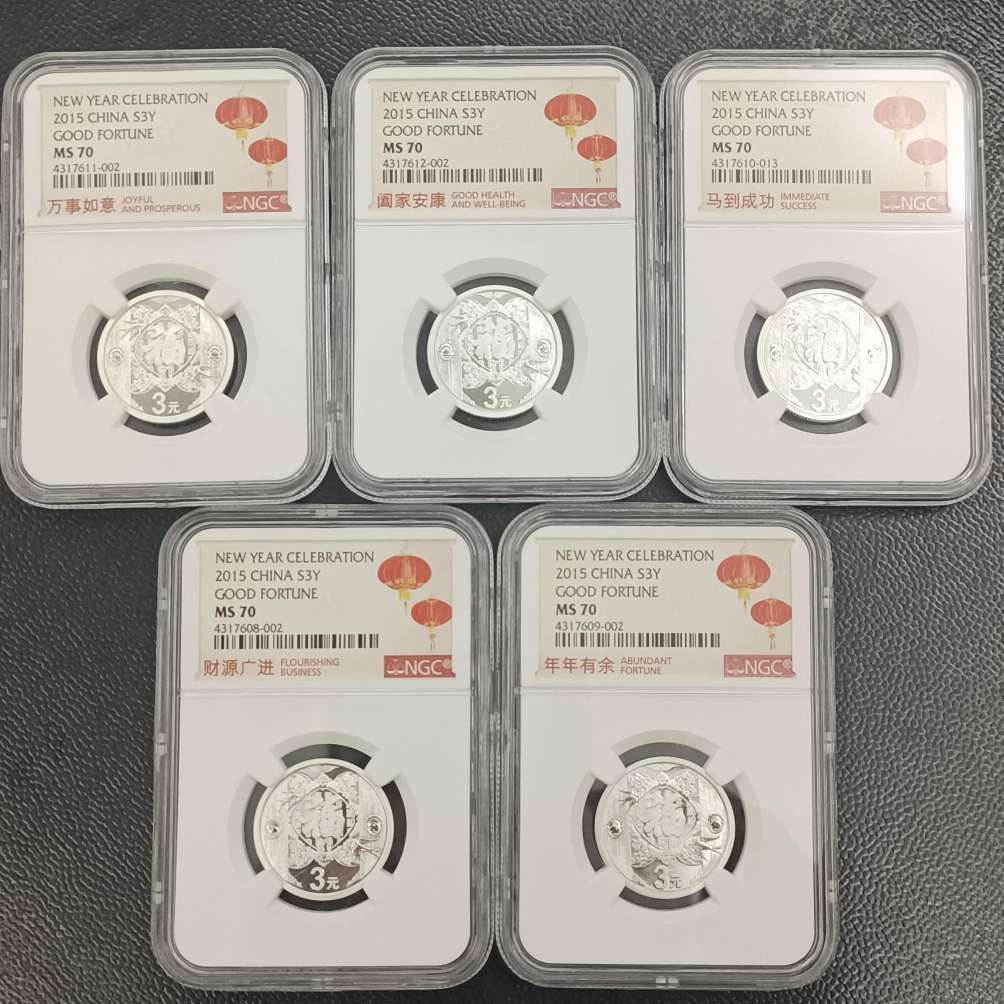 NEW YEAR CELEBRATION
2015 CHINA S3Y
GOOD FORTUNE
MS 70
4317611-002
万事如意 JOYFUL AND PROSPEROUS
NGC®
福
3元
NEW YEAR CELEBRATION
2015 CHINA S3Y
GOOD FORTUNE
MS 70
4317612-002
阖家安康 GOOD HEALTH AND WELL-BEING
NGC®
福
3元
NEW YEAR CELEBRATION
2015 CHINA S3Y
GOOD FORTUNE
MS 70
4317610-013
马到成功 IMMEDIATE SUCCESS
NGC®
福
3元
NEW YEAR CELEBRATION
2015 CHINA S3Y
GOOD FORTUNE
MS 70
4317608-002
财源广进 FLOURISHING BUSINESS
NGC®
福
3元
NEW YEAR CELEBRATION
2015 CHINA S3Y
GOOD FORTUNE
MS 70
4317609-002
年年有余 ABUNDANT FORTUNE
NGC®
福
3元